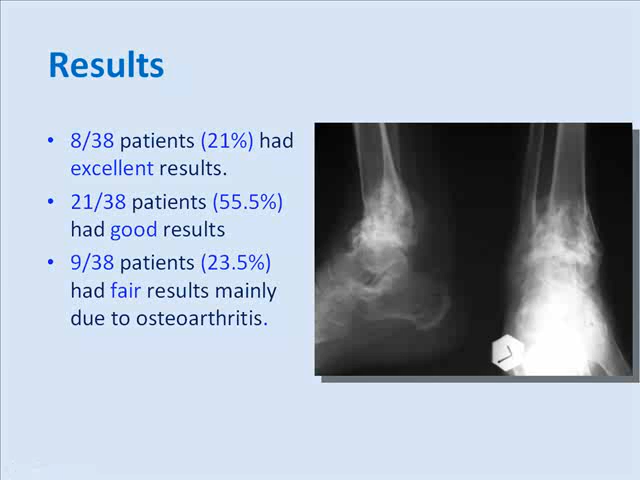 Results
• 8/38 patients (21%) had
excellent results.
• 21/38 patients (55.5%)
had good results
• 9/38 patients (23.5%)
had fair results mainly
due to osteoarthritis.